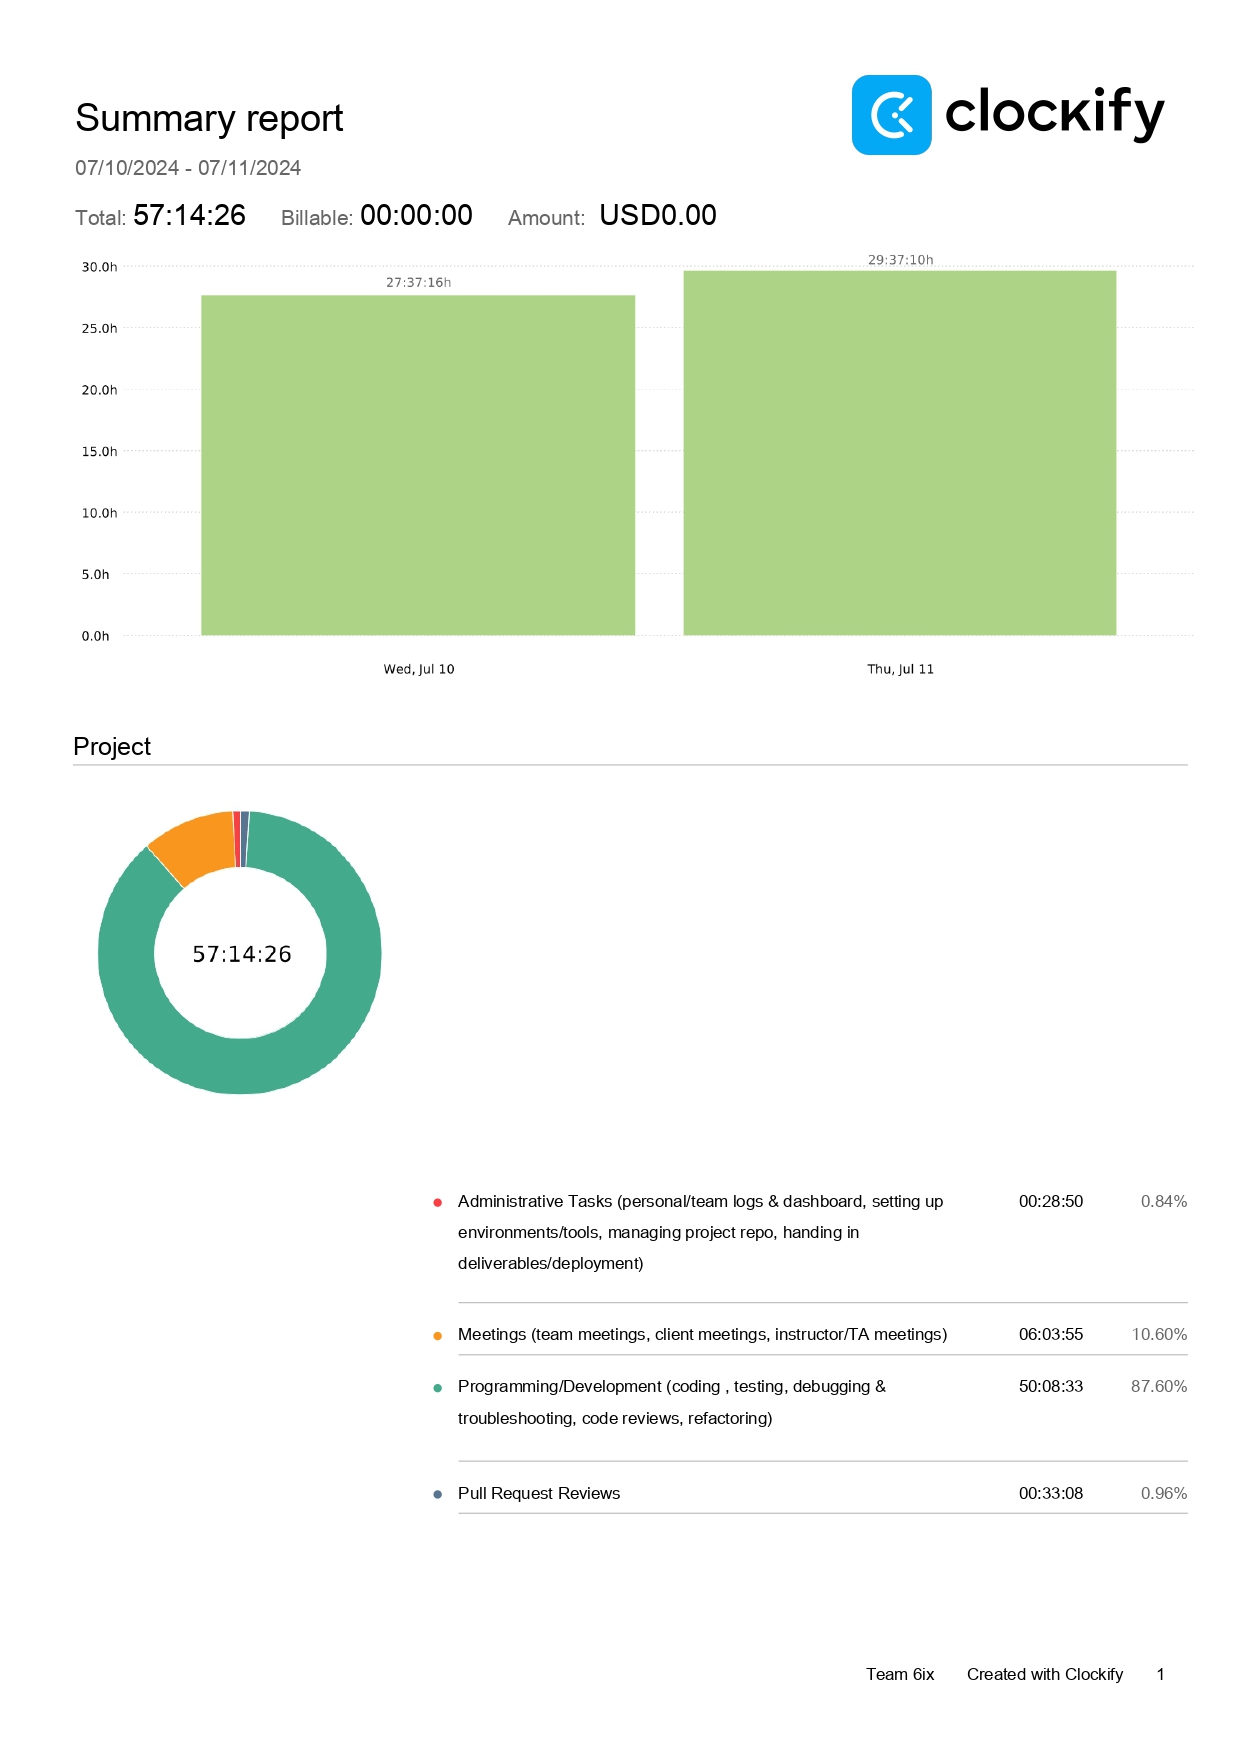 Summary report
clockify
07/10/2024 - 07/11/2024
Total: 57:14:26 Billable: 00:00:00 Amount: USD0.00
30.0h
27:37:16h
29:37:10h
25.0h
20.0h
15.0h
10.0h
5.0h
0.0h
Wed, Jul 10
Thu, Jul 11
Project
57:14:26
Administrative Tasks (personal/team logs & dashboard, setting up 00:28:50 0.84%
environments/tools, managing project repo, handing in
deliverables/deployment)
Meetings (team meetings, client meetings, instructor/TA meetings) 06:03:55 10.60%
Programming/Development (coding , testing, debugging & 50:08:33 87.60%
troubleshooting, code reviews, refactoring)
Pull Request Reviews 00:33:08 0.96%
Team 6ix Created with Clockify 1